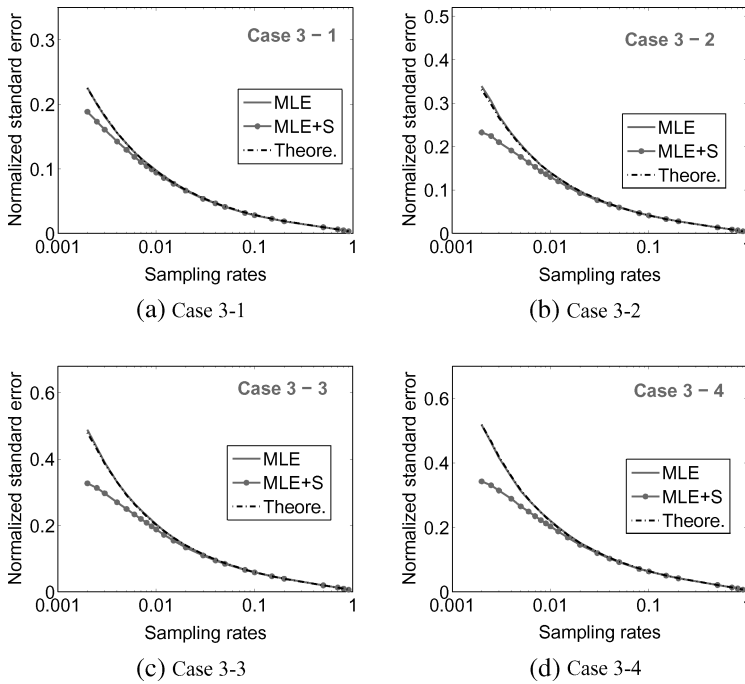 Normalized standard error
0.3
0.2
0.1
0
Case 3 – 1
MLE
MLE+S
Theore.
0.001
0.01
0.1
1
Sampling rates
(a) Case 3-1
Normalized standard error
0.5
0.4
0.3
0.2
0.1
0
Case 3 – 2
MLE
MLE+S
Theore.
0.001
0.01
0.1
1
Sampling rates
(b) Case 3-2
Normalized standard error
0.6
0.4
0.2
0
Case 3 – 3
MLE
MLE+S
Theore.
0.001
0.01
0.1
1
Sampling rates
(c) Case 3-3
Normalized standard error
0.6
0.4
0.2
0
Case 3 – 4
MLE
MLE+S
Theore.
0.001
0.01
0.1
1
Sampling rates
(d) Case 3-4